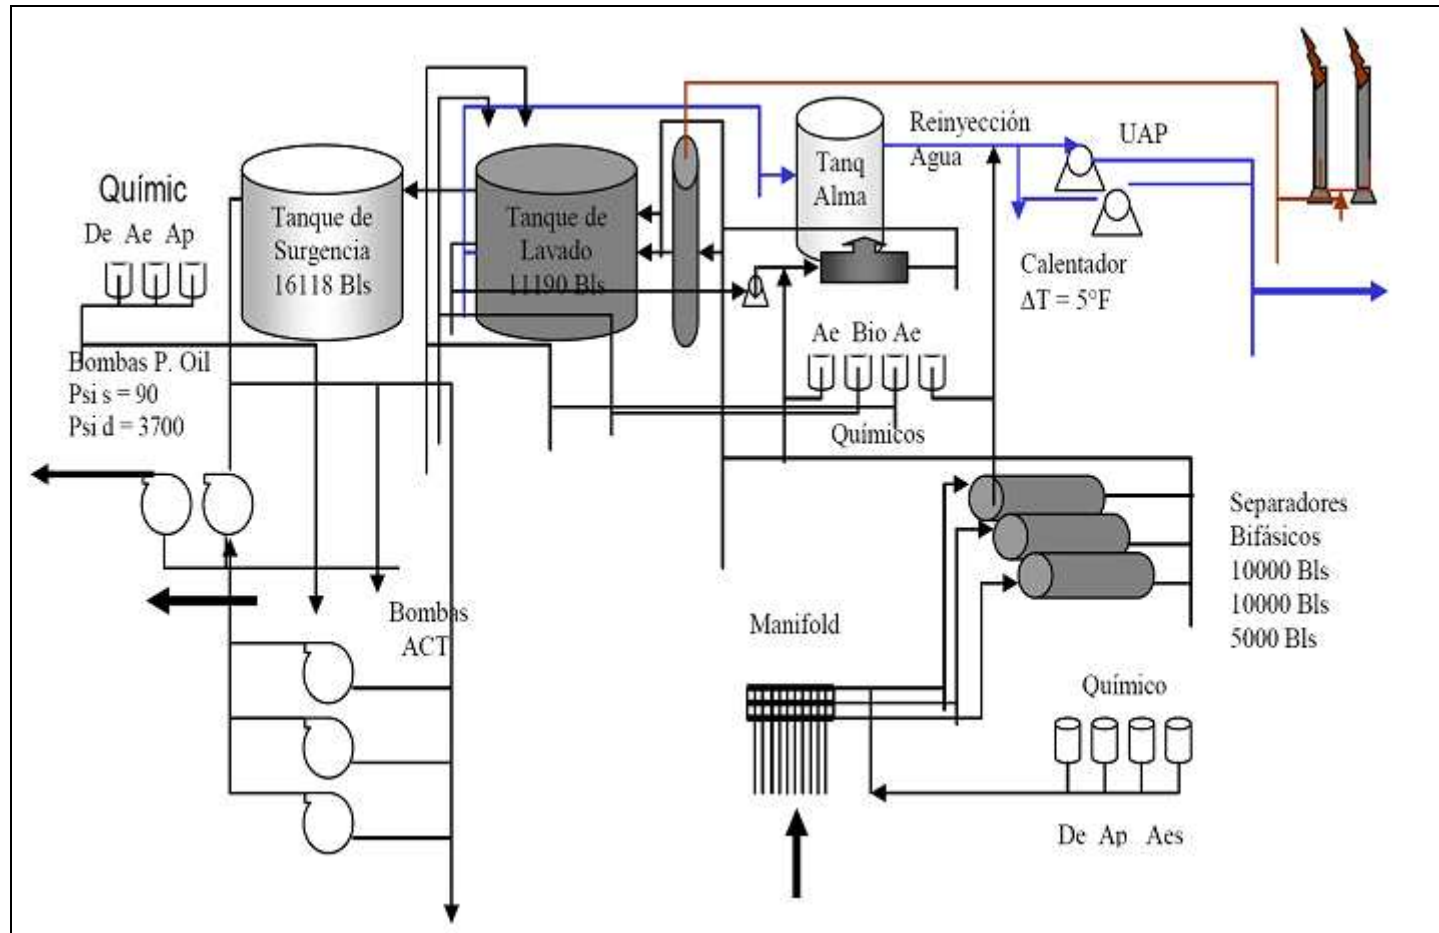 Químic
De Ae Ap
Tanque de
Surgencia
16118 Bls
Tanque de
Lavado
11190 Bls
Tanq
Alma
Reinyección
Agua
UAP
Calentador
ΔT = 5°F
Bombas P. Oil
Psi s = 90
Psi d = 3700
Ae Bio Ae
Químicos
Bombas
ACT
Manifold
Separadores
Bifásicos
10000 Bls
10000 Bls
5000 Bls
Químico
De Ap Aes